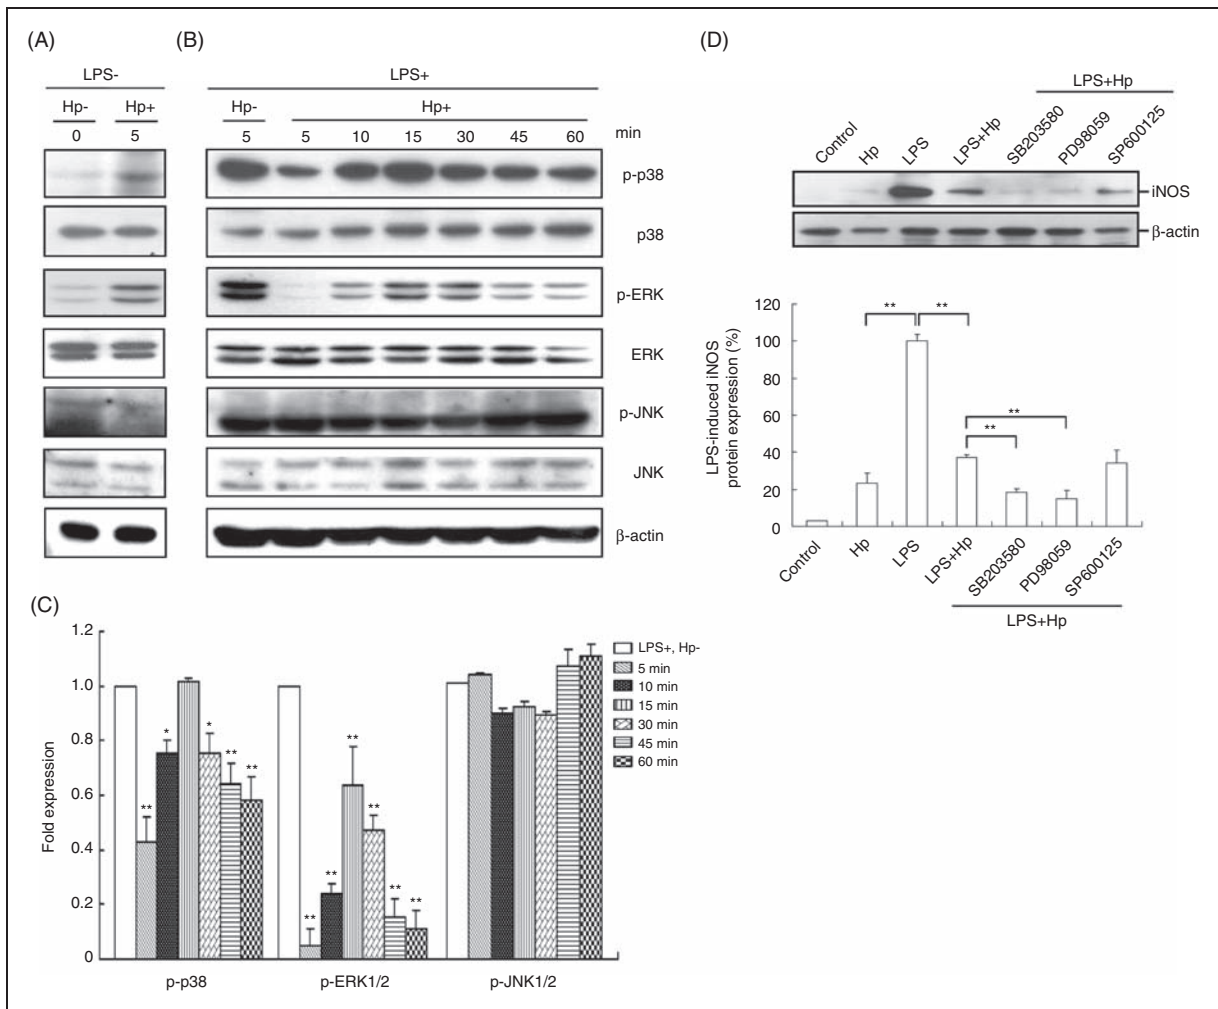 (A)
LPS-
Hp- Hp+
0 5
(B)
LPS+
Hp- Hp+
5 5 10 15 30 45 60 min
p-p38
p38
p-ERK
ERK
p-JNK
JNK
β-actin
(C)
Fold expression
1.2
1.0
0.8
0.6
0.4
0.2
0
** * * ** **
** ** ** ** ** **
p-p38 p-ERK1/2 p-JNK1/2
LPS+, Hp-
5 min
10 min
15 min
30 min
45 min
60 min
(D)
LPS+Hp
Control Hp LPS LPS+Hp SB203580 PD98059 SP600125
iNOS
β-actin
LPS-induced iNOS
protein expression (%)
120
100
80
60
40
20
0
** **
**
**
Control Hp LPS LPS+Hp SB203580 PD98059 SP600125
LPS+Hp